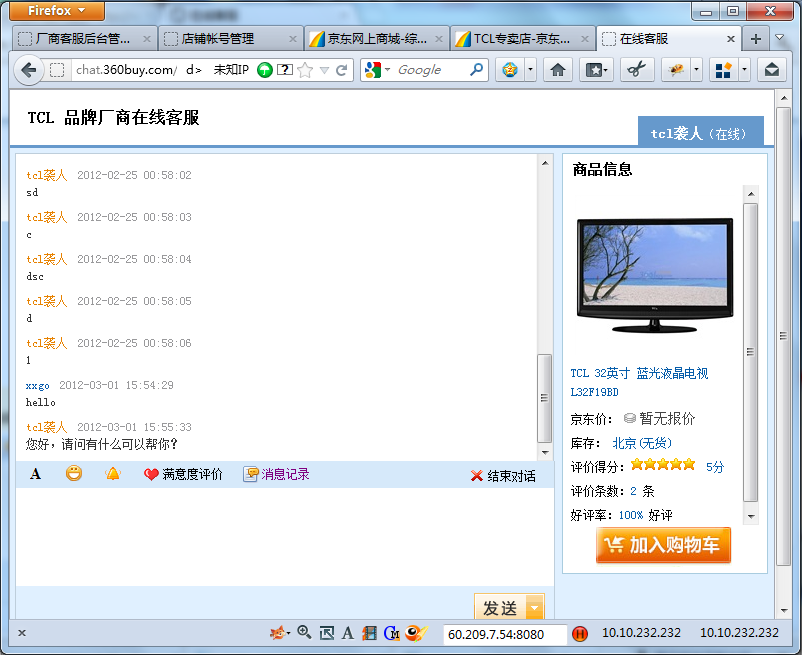 Firefox
厂商客服后台管...
店铺帐号管理
京东网上商城-综...
TCL专卖店-京东...
在线客服
chat.360buy.com/ d> 未知IP
Google
TCL 品牌厂商在线客服
tcl袭人（在线）
tcl袭人 2012-02-25 00:58:02
sd
tcl袭人 2012-02-25 00:58:03
c
tcl袭人 2012-02-25 00:58:04
dsc
tcl袭人 2012-02-25 00:58:05
d
tcl袭人 2012-02-25 00:58:06
l
xxgo 2012-03-01 15:54:29
hello
tcl袭人 2012-03-01 15:55:33
您好，请问有什么可以帮你？
A 满意度评价 消息记录 结束对话
发送
商品信息
TCL 32英寸 蓝光液晶电视
L32F19BD
京东价： 暂无报价
库存： 北京(无货)
评价得分： 5分
评价条数：2 条
好评率：100% 好评
加入购物车
60.209.7.54:8080
10.10.232.232
10.10.232.232